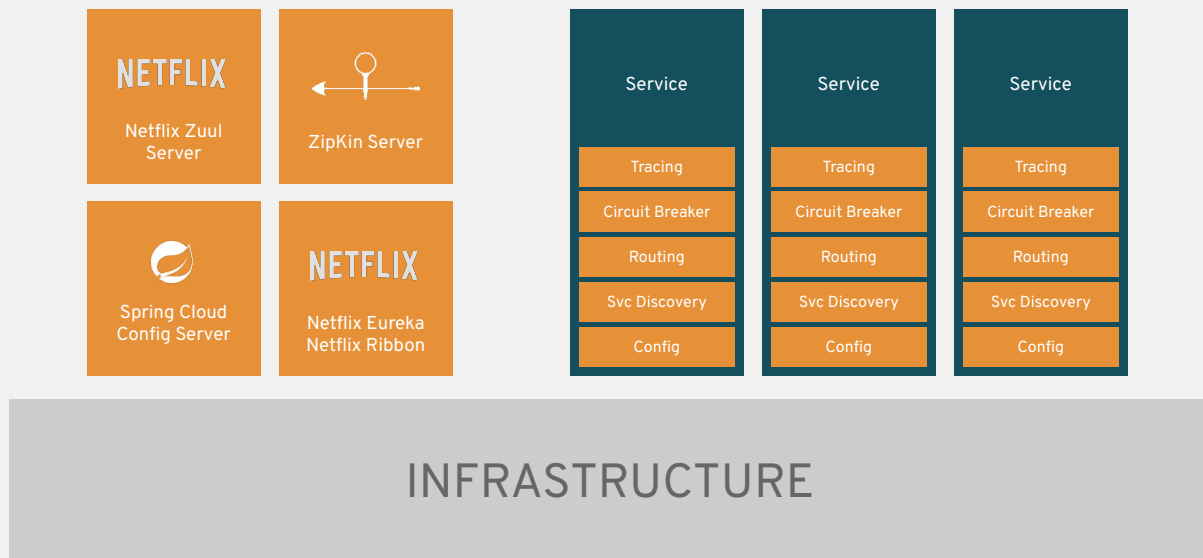 NETFLIX
Netflix Zuul
Server
ZipKin Server
Spring Cloud
Config Server
NETFLIX
Netflix Eureka
Netflix Ribbon
Service
Tracing
Circuit Breaker
Routing
Svc Discovery
Config
Service
Tracing
Circuit Breaker
Routing
Svc Discovery
Config
Service
Tracing
Circuit Breaker
Routing
Svc Discovery
Config
INFRASTRUCTURE